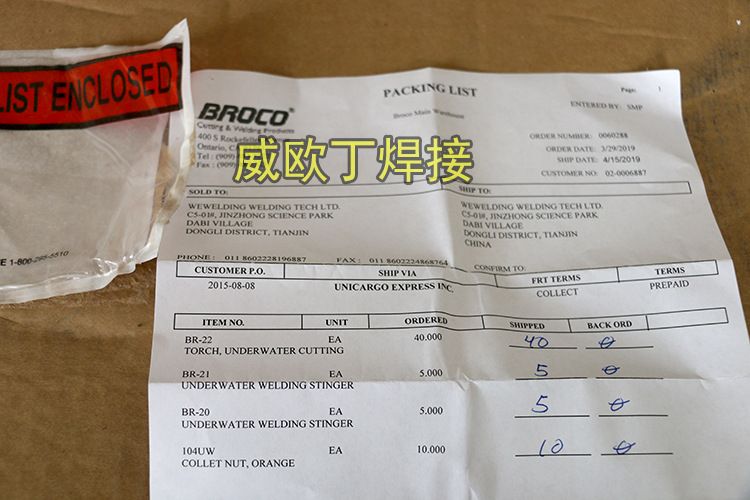 LIST ENCLOSED
BROCO®
Cutting & Welding Products
400 S
Ontario, C
Tel : (909)
Fax : (909)
威欧丁焊接
PACKING LIST
Broco Main Warehouse
Page: 1
ENTERED BY: SMP
ORDER NUMBER: 0060288
ORDER DATE: 3/29/2019
SHIP DATE: 4/15/2019
CUSTOMER NO: 02-0006887
SOLD TO:
WEWELDING WELDING TECH LTD.
C5-01#, JINZHONG SCIENCE PARK
DABI VILLAGE
DONGLI DISTRICT, TIANJIN
SHIP TO:
WEWELDING WELDING TECH LTD.
C5-01#, JINZHONG SCIENCE PARK
DABI VILLAGE
DONGLI DISTRICT, TIANJIN
CHINA
PHONE : 011 8602228196887 FAX : 011 8602224868764 CONFIRM TO:
CUSTOMER P.O. SHIP VIA FRT TERMS TERMS
2015-08-08 UNICARGO EXPRESS INC. COLLECT PREPAID
ITEM NO. UNIT ORDERED SHIPPED BACK ORD
BR-22 EA 40.000 40 0
TORCH, UNDERWATER CUTTING
BR-21 EA 5.000 5 0
UNDERWATER WELDING STINGER
BR-20 EA 5.000 5 0
UNDERWATER WELDING STINGER
104UW EA 10.000 10 0
COLLET NUT, ORANGE